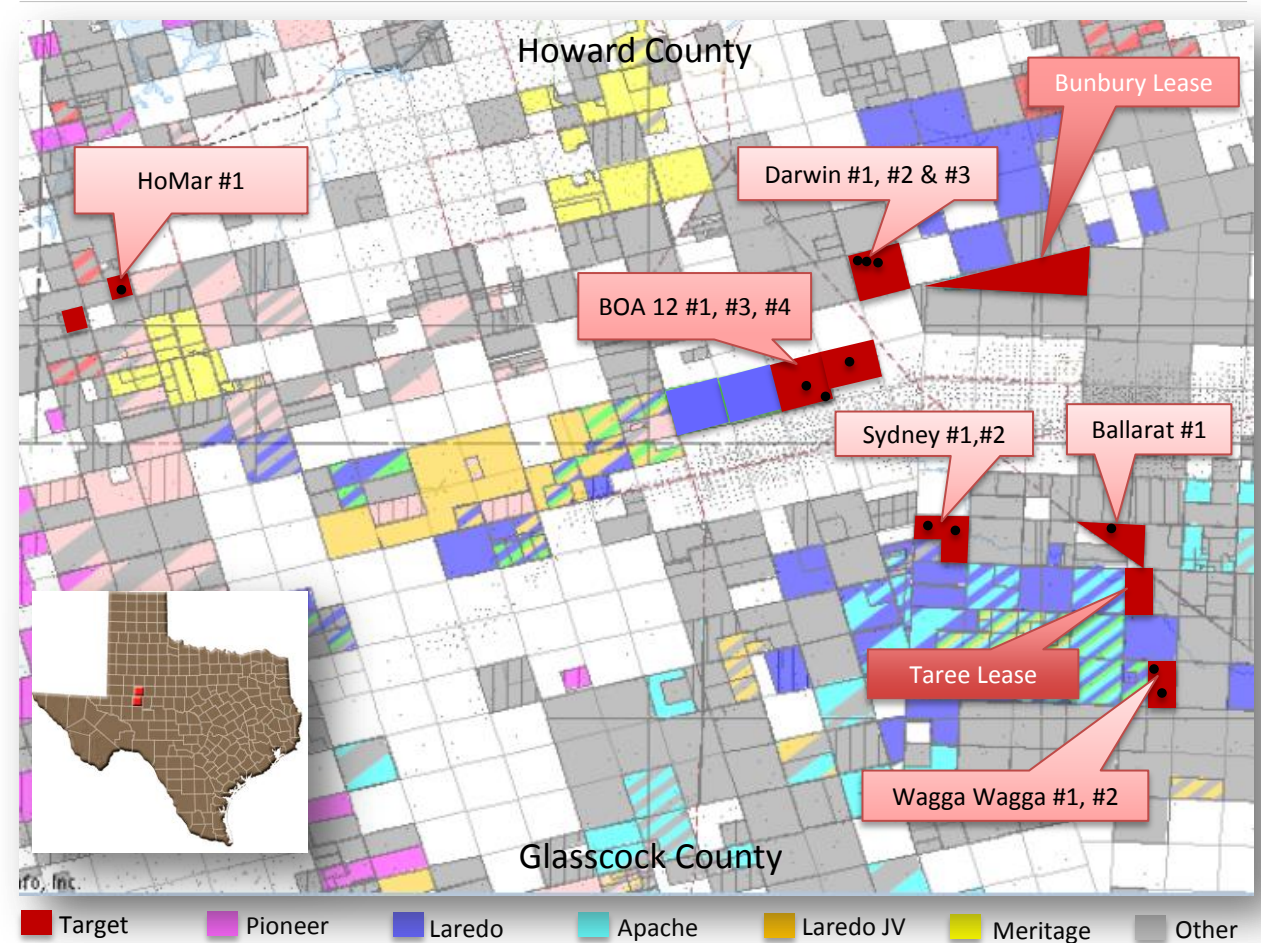 Howard County
Bunbury Lease
HoMar #1
Darwin #1, #2 & #3
BOA 12 #1, #3, #4
Sydney #1,#2
Ballarat #1
Taree Lease
Wagga Wagga #1, #2
Glasscock County
fo, Inc.
Target
Pioneer
Laredo
Apache
Laredo JV
Meritage
Other